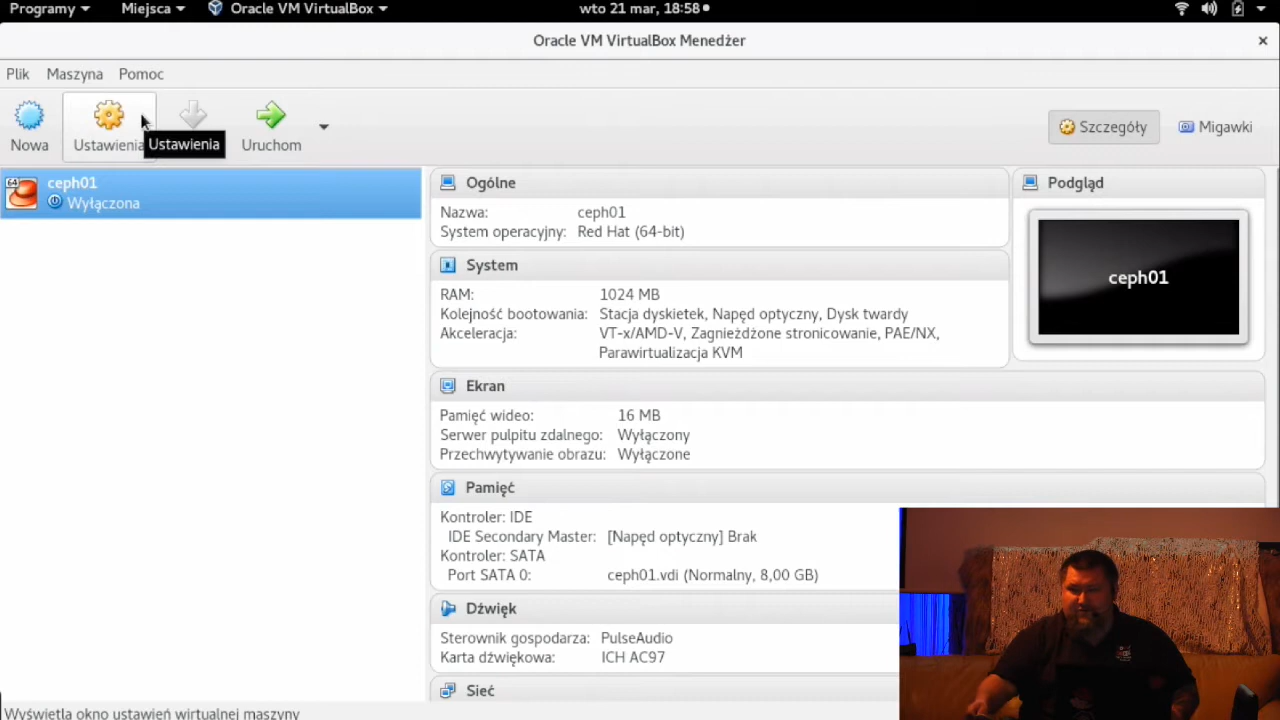 Programy Miejsca Oracle VM VirtualBox wto 21 mar, 18:58
Oracle VM VirtualBox Menedżer
Plik Maszyna Pomoc
Nowa Ustawienia Ustawienia Uruchom Szczegóły Migawki
64 ceph01
Wyłączona
Ogólne
Nazwa: ceph01
System operacyjny: Red Hat (64-bit)
Podgląd
ceph01
System
RAM: 1024 MB
Kolejność bootowania: Stacja dyskietek, Napęd optyczny, Dysk twardy
Akceleracja: VT-x/AMD-V, Zagnieżdżone stronicowanie, PAE/NX,
Parawirtualizacja KVM
Ekran
Pamięć wideo: 16 MB
Serwer pulpitu zdalnego: Wyłączony
Przechwytywanie obrazu: Wyłączone
Pamięć
Kontroler: IDE
IDE Secondary Master: [Napęd optyczny] Brak
Kontroler: SATA
Port SATA 0: ceph01.vdi (Normalny, 8,00 GB)
Dźwięk
Sterownik gospodarza: PulseAudio
Karta dźwiękowa: ICH AC97
Sieć
Wyświetla okno ustawień wirtualnej maszyny